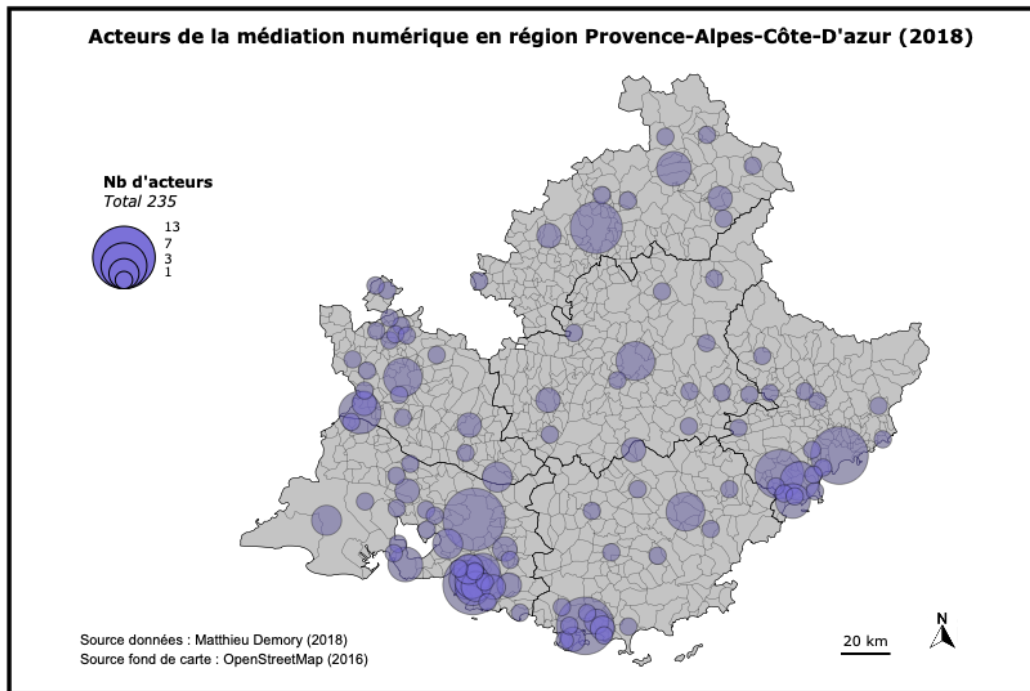 Acteurs de la médiation numérique en région Provence-Alpes-Côte-D'azur (2018)
Nb d'acteurs
Total 235
13
7
3
1
Source données : Matthieu Demory (2018)
Source fond de carte : OpenStreetMap (2016)
20 km
N